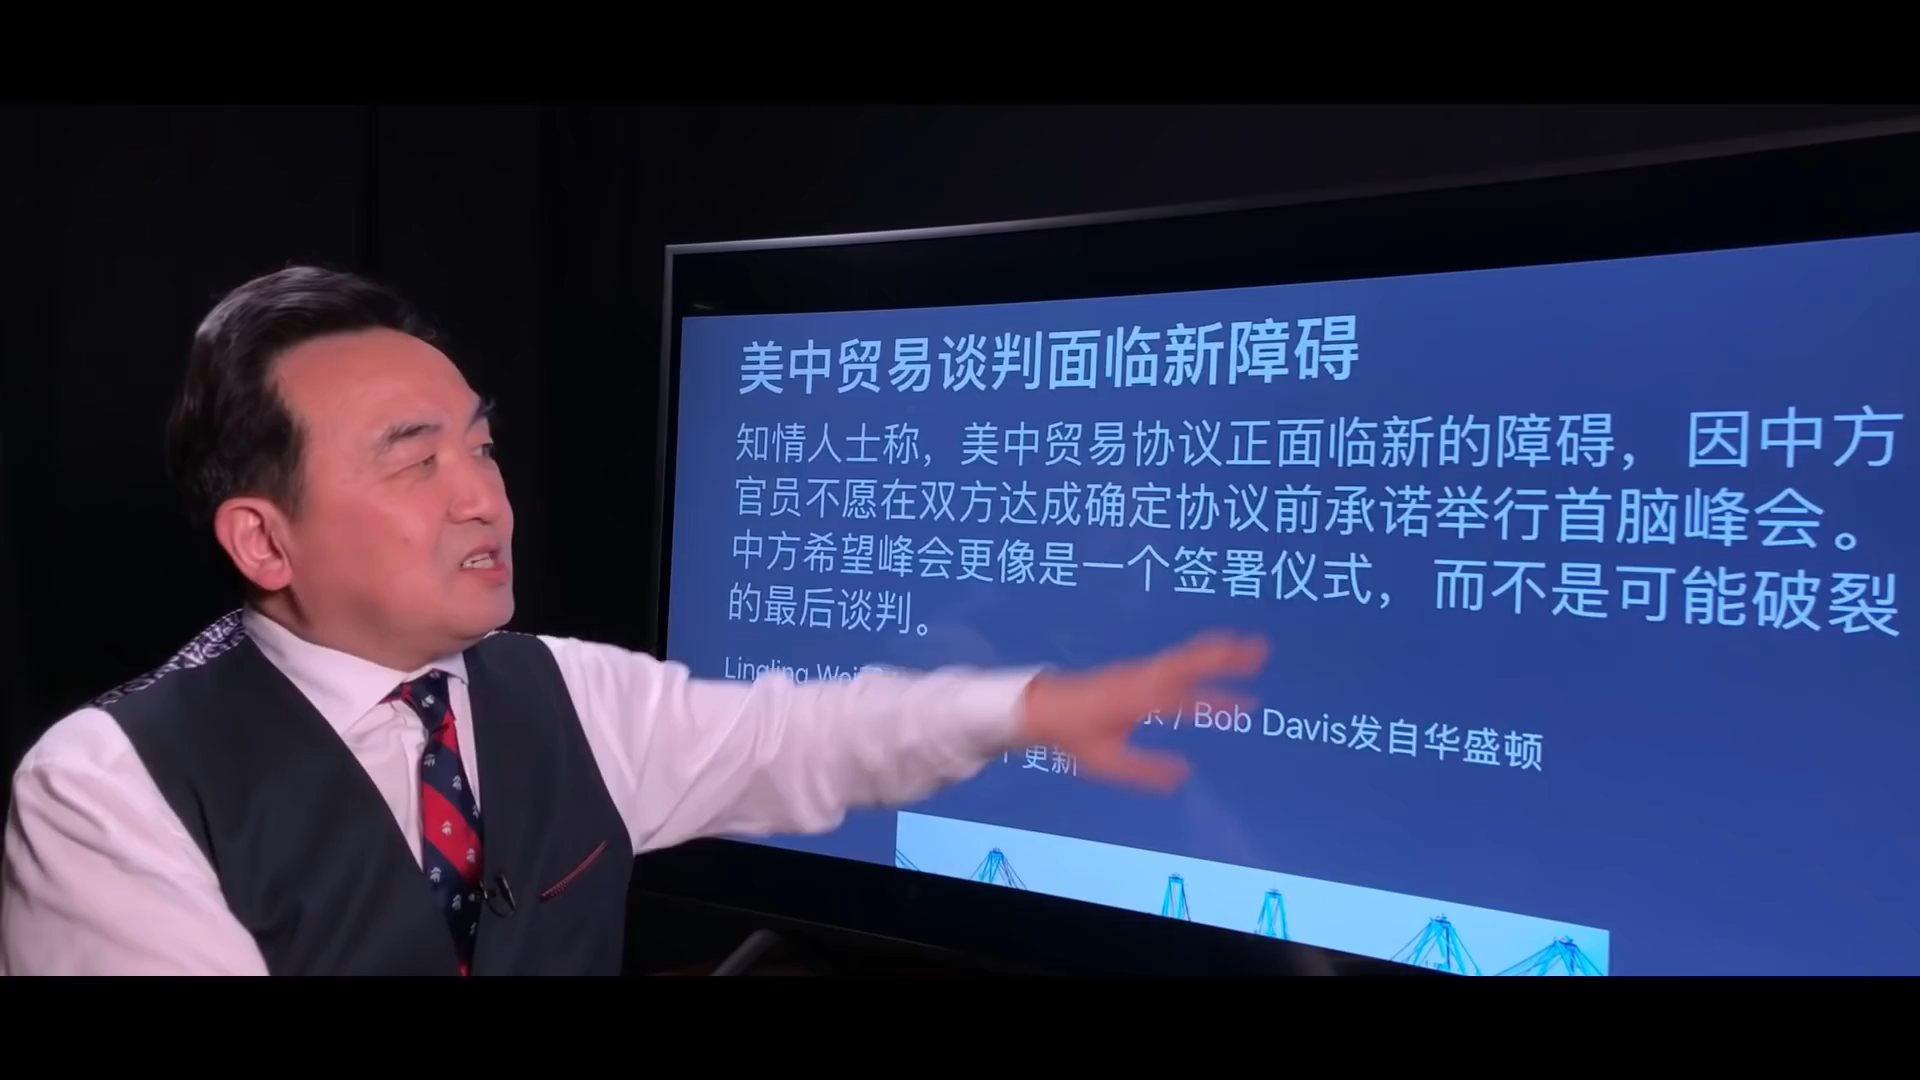 美中贸易谈判面临新障碍
知情人士称，美中贸易协议正面临新的障碍，因中方
官员不愿在双方达成确定协议前承诺举行首脑峰会。
中方希望峰会更像是一个签署仪式，而不是可能破裂
的最后谈判。
Lingling Wei
/ Bob Davis发自华盛顿
更新